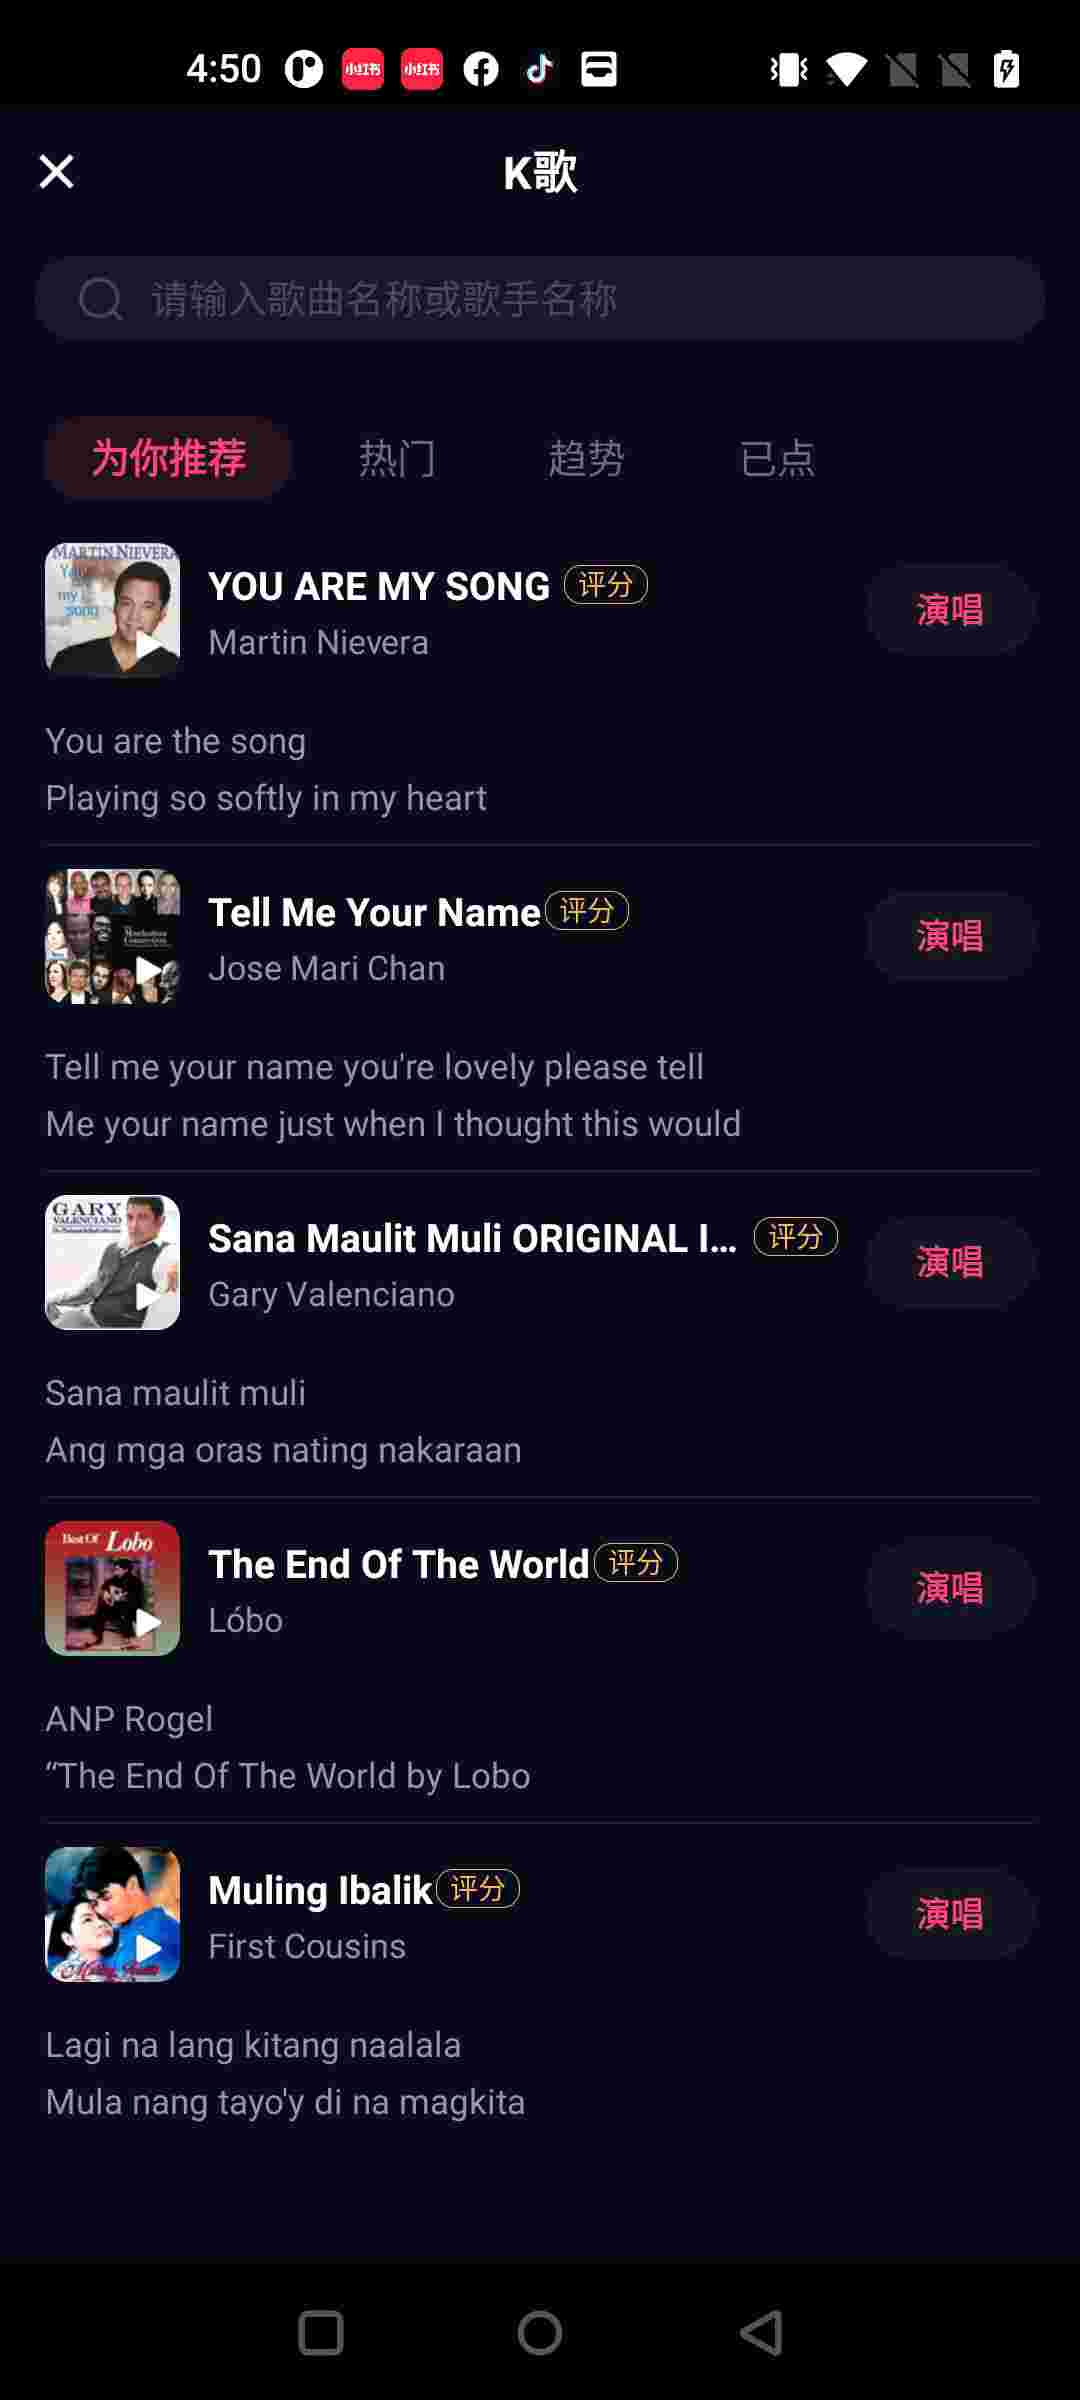 4:50
小红书
小红书
K歌
请输入歌曲名称或歌手名称
为你推荐
热门
趋势
已点
MARTIN NIEVERA
You are my song
YOU ARE MY SONG
评分
Martin Nievera
演唱
You are the song
Playing so softly in my heart
Tell Me Your Name
评分
Jose Mari Chan
演唱
Tell me your name you're lovely please tell
Me your name just when I thought this would
GARY
VALENCIANO
Sana Maulit Muli ORIGINAL I...
评分
Gary Valenciano
演唱
Sana maulit muli
Ang mga oras nating nakaraan
Best Of Lobo
The End Of The World
评分
Lóbo
演唱
ANP Rogel
“The End Of The World by Lobo
Muling Ibalik
评分
First Cousins
演唱
Lagi na lang kitang naalala
Mula nang tayo'y di na magkita